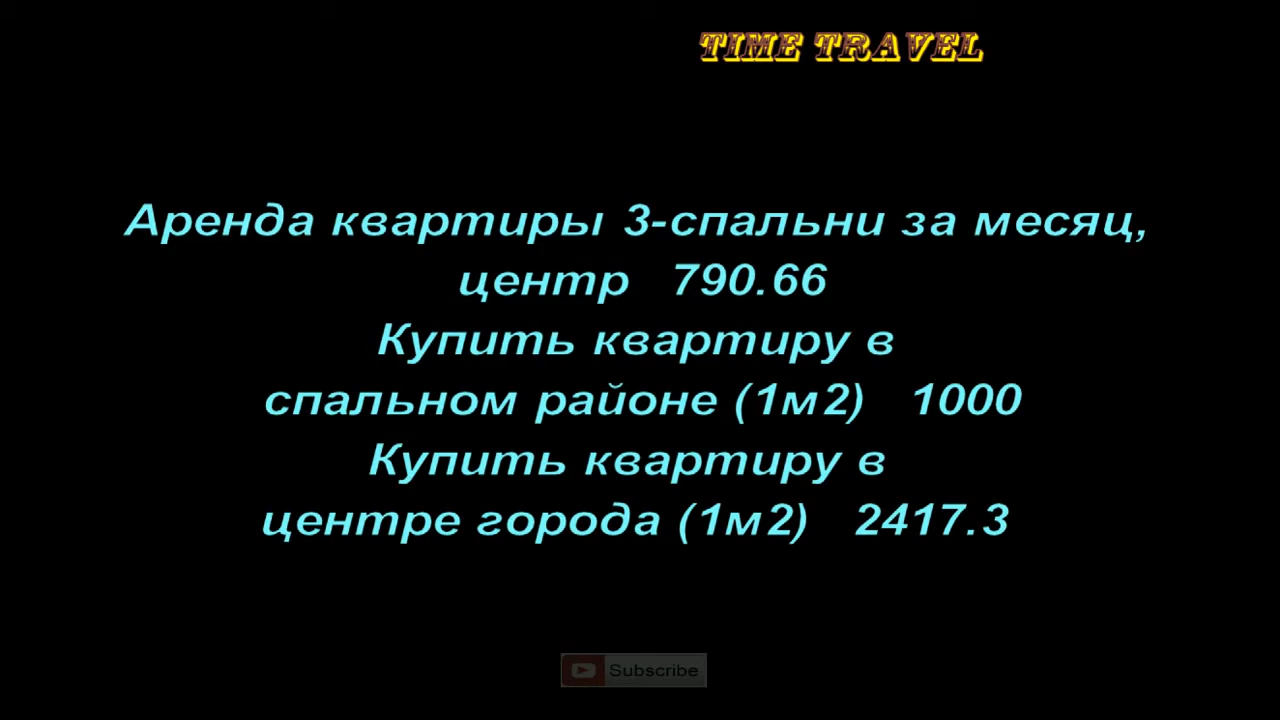 TIME TRAVEL
Аренда квартиры 3-спальни за месяц,
центр 790.66
Купить квартиру в
спальном районе (1м2) 1000
Купить квартиру в
центре города (1м2) 2417.3
Subscribe